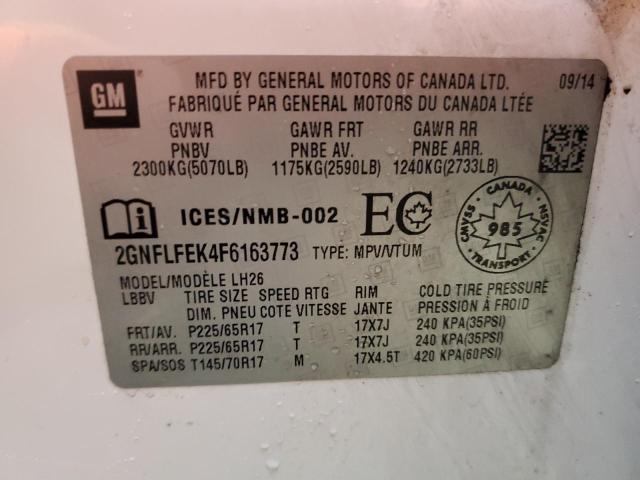 GM
MFD BY GENERAL MOTORS OF CANADA LTD. 09/14
FABRIQUÉ PAR GENERAL MOTORS DU CANADA LTÉE
GVWR GAWR FRT GAWR RR
PNBV PNBE AV. PNBE ARR.
2300KG(5070LB) 1175KG(2590LB) 1240KG(2733LB)
i ICES/NMB-002 EC
CANADA
CMVSS 985 NSVAC
TRANSPORT
2GNFLFEK4F6163773 TYPE: MPV/VTUM
MODEL/MODÈLE LH26
LBBV TIRE SIZE SPEED RTG RIM COLD TIRE PRESSURE
DIM. PNEU COTE VITESSE JANTE PRESSION À FROID
FRT/AV. P225/65R17 T 17X7J 240 KPA(35PSI)
RR/ARR. P225/65R17 T 17X7J 240 KPA(35PSI)
SPA/SOS T145/70R17 M 17X4.5T 420 KPA(60PSI)